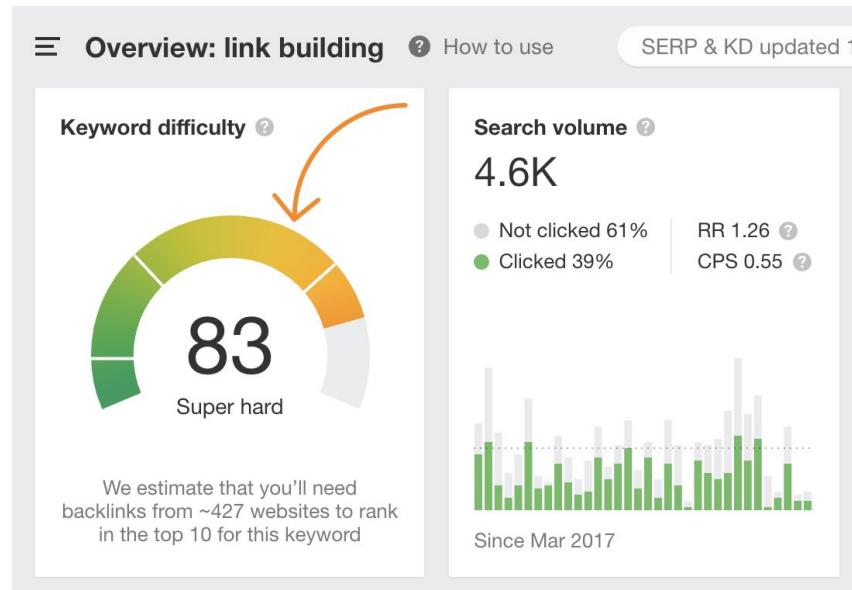 Overview: link building
How to use
SERP & KD updated
Keyword difficulty
83
Super hard
We estimate that you’ll need
backlinks from ~427 websites to rank
in the top 10 for this keyword
Search volume
4.6K
Not clicked 61%
RR 1.26
Clicked 39%
CPS 0.55
Since Mar 2017